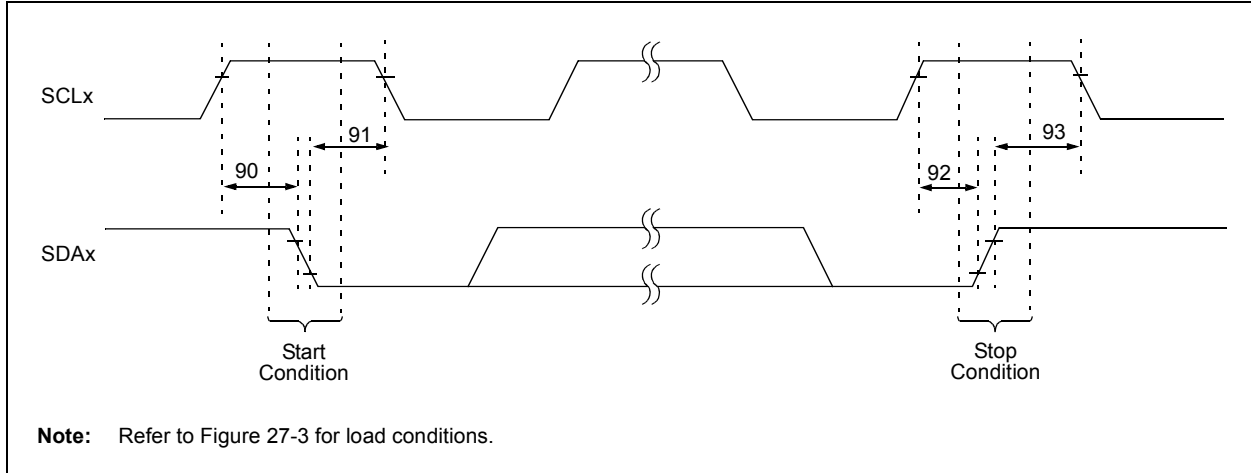 SCLx
91
93
90
92
SDAx
Start
Condition
Stop
Condition
Note: Refer to Figure 27-3 for load conditions.